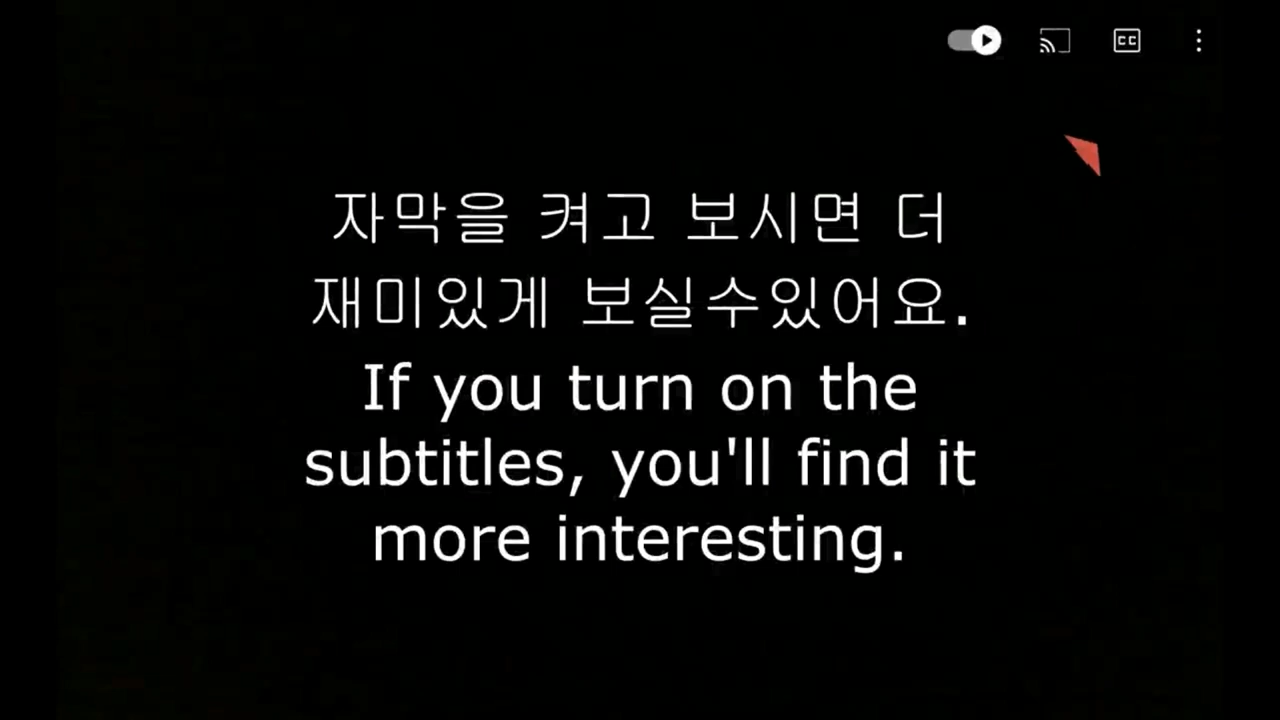 CC
자막을 켜고 보시면 더
재미있게 보실수있어요.
If you turn on the
subtitles, you'll find it
more interesting.